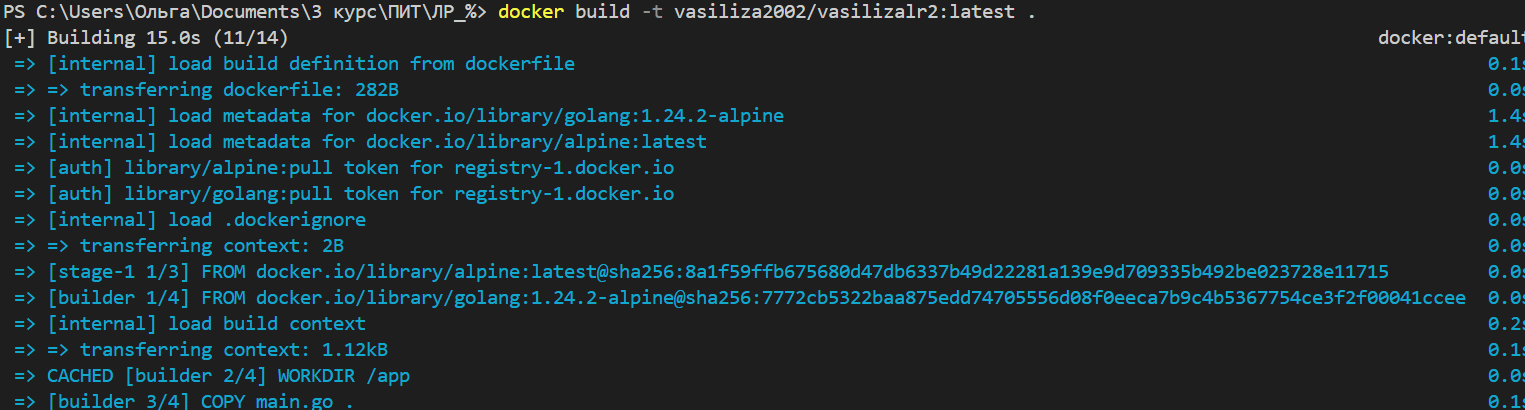 PS C:\Users\Ольга\Documents\3 курс\ПИТ\ЛР_%> docker build -t vasiliza2002/vasilizalr2:latest .
[+] Building 15.0s (11/14) docker:default
=> [internal] load build definition from dockerfile 0.1s
=> => transferring dockerfile: 282B 0.0s
=> [internal] load metadata for docker.io/library/golang:1.24.2-alpine 1.4s
=> [internal] load metadata for docker.io/library/alpine:latest 1.4s
=> [auth] library/alpine:pull token for registry-1.docker.io 0.0s
=> [auth] library/golang:pull token for registry-1.docker.io 0.0s
=> [internal] load .dockerignore 0.0s
=> => transferring context: 2B 0.0s
=> [stage-1 1/3] FROM docker.io/library/alpine:latest@sha256:8a1f59ffb675680d47db6337b49d22281a139e9d709335b492be023728e11715 0.0s
=> [builder 1/4] FROM docker.io/library/golang:1.24.2-alpine@sha256:7772cb5322baa875edd74705556d08f0eeca7b9c4b5367754ce3f2f00041ccee 0.0s
=> [internal] load build context 0.2s
=> => transferring context: 1.12kB 0.1s
=> CACHED [builder 2/4] WORKDIR /app 0.0s
=> [builder 3/4] COPY main.go . 0.1s